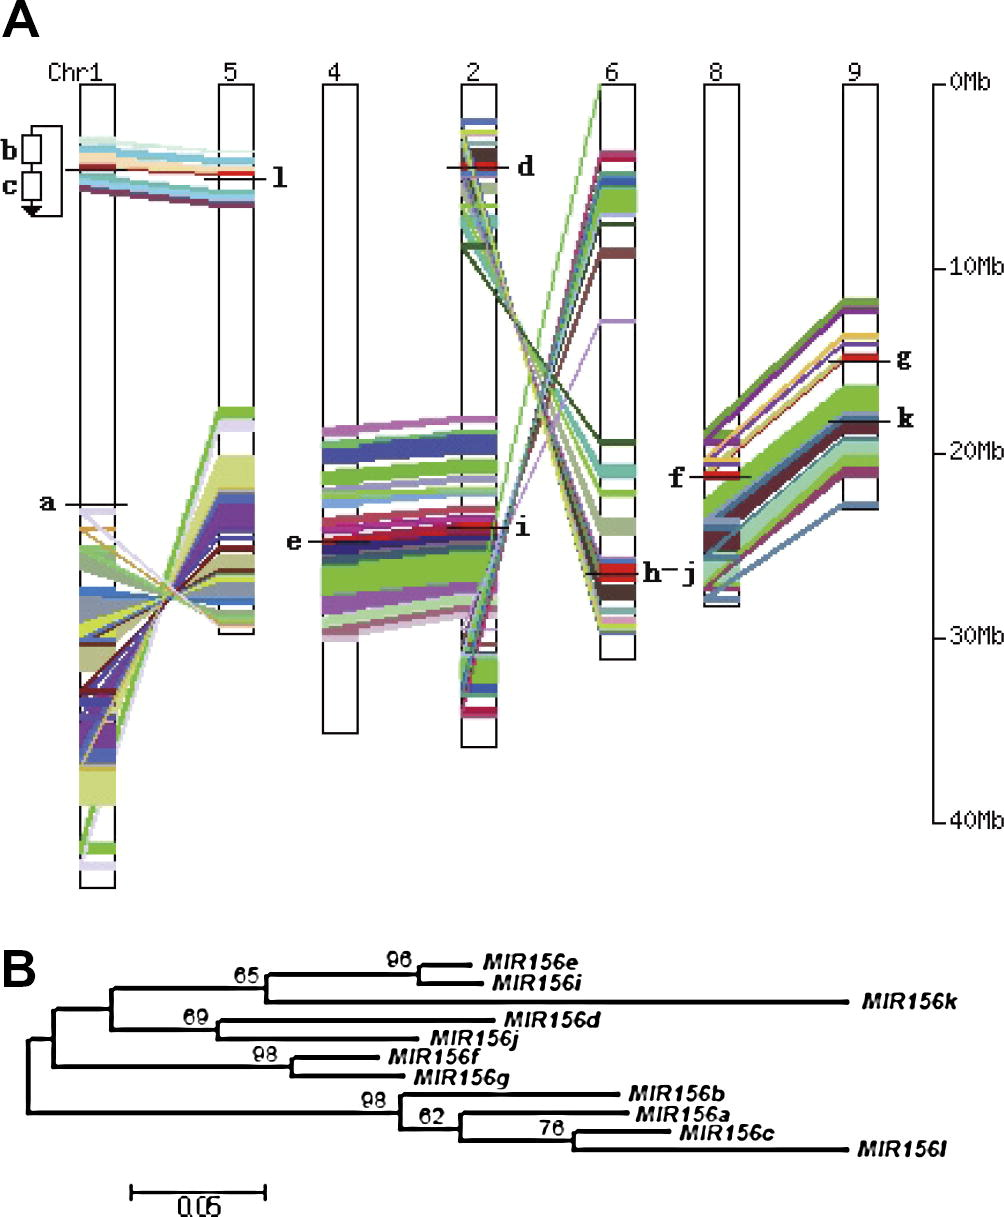 A
Chr1 5 4 2 6 8 9 0Mb
b
c
l
d
10Mb
g
k
20Mb
f
a
i
e
h-j
30Mb
40Mb
B
96 MIR156e
65 MIR156i
MIR156k
69 MIR156d
MIR156j
98 MIR156f
MIR156g
98 MIR156b
62 MIR156a
76 MIR156c
MIR156l
0.05